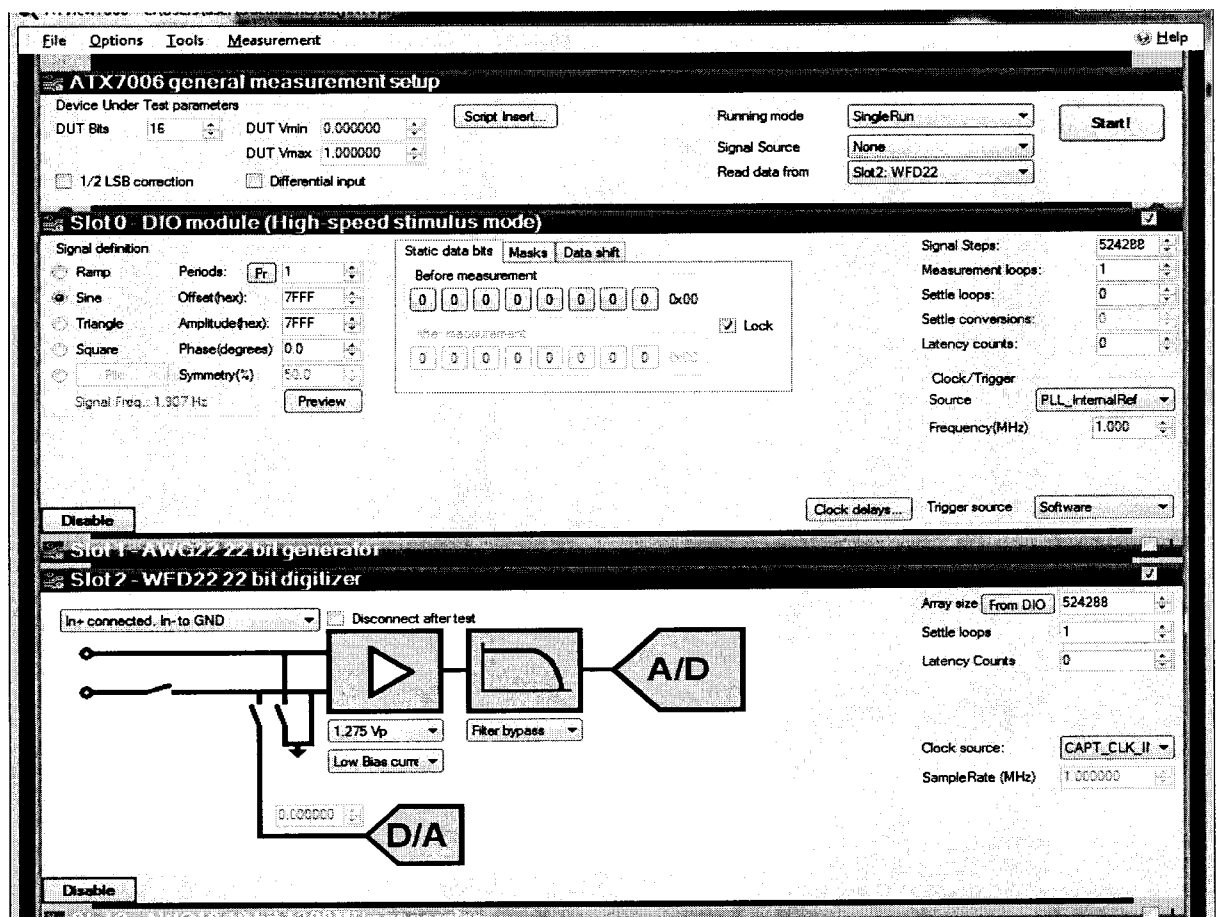 File Options Tools Measurement Help
ATX7006 general measurement setup
Device Under Test parameters
DUT Bits 16 DUT Vmin 0.000000 Script Insert... Running mode SingleRun Start!
DUT Vmax 1.000000 Signal Source None
Read data from Slot2: WFD22
1/2 LSB correction Differential input
Slot 0 - DIO module (High-speed stimulus mode)
Signal definition Static data bits Masks Data shift Signal Steps: 524288
Ramp Periods: Pr. 1 Before measurement Measurement loops: 1
Sine Offset(hex): 7FFF 0 0 0 0 0 0 0 0 0x00 Settle loops: 0
Triangle Amplitude(hex): 7FFF Lock Settle conversions: 0
the measurement
Square Phase(degrees) 0.0 0 0 0 0 0 0 0 0 0x00 Latency counts: 0
File Symmetry(%) 50.0 Clock/Trigger
Signal Freq.: 1.907 Hz Preview Source PLL_InternalRef
Frequency(MHz) 1.000
Disable Clock delays... Trigger source Software
Slot 1 - AWG22 22 bit generator
Slot 2 - WFD22 22 bit digitizer
In+ connected, In- to GND Disconnect after test Array size From DIO 524288
Settle loops 1
A/D Latency Counts 0
1.275 Vp Filter bypass
Low Bias curre Clock source: CAPT_CLK_I
SampleRate (MHz) 1.000000
0.000000
D/A
Disable